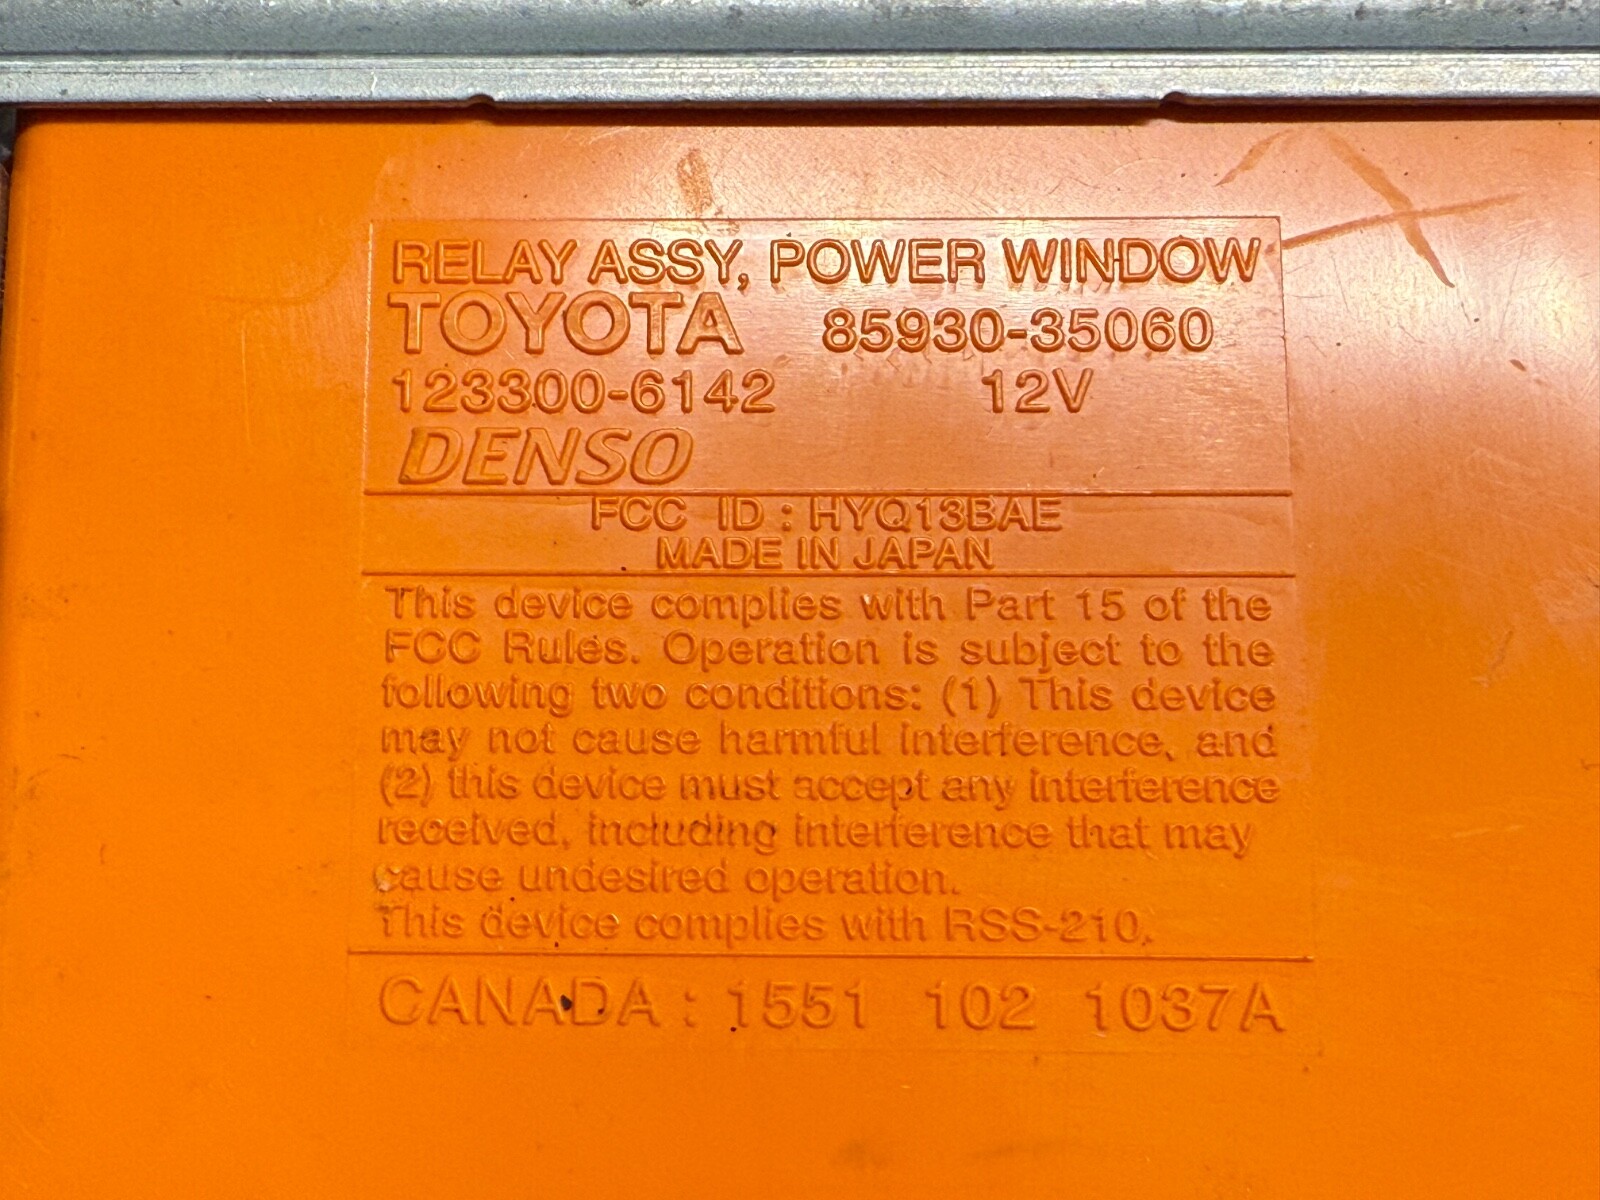 RELAY ASSY, POWER WINDOW
TOYOTA 85930-35060
123300-6142 12V
DENSO
FCC ID : HYQ13BAE
MADE IN JAPAN
This device complies with Part 15 of the
FCC Rules. Operation is subject to the
following two conditions: (1) This device
may not cause harmful interference, and
(2) this device must accept any interference
received, including interference that may
cause undesired operation.
This device complies with RSS-210.
CANADA : 1551 102 1037A